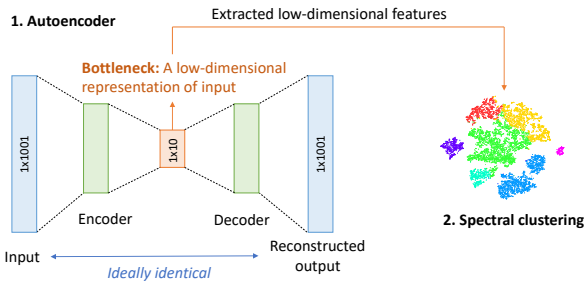 1. Autoencoder
Extracted low-dimensional features
Bottleneck: A low-dimensional
representation of input
1x1001
1x10
1x1001
Encoder
Decoder
2. Spectral clustering
Input
Reconstructed
output
Ideally identical